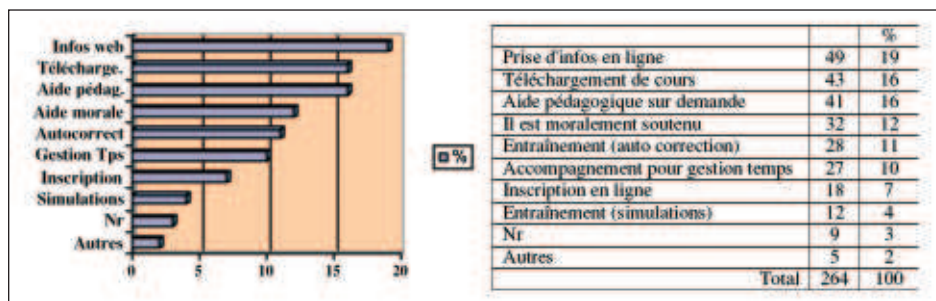 Infos web
Télécharge.
Aide pédag.
Aide morale
Autocorrect
Gestion Tps
Inscription
Simulations
Nr
Autres
0 5 10 15 20
%
%
Prise d'infos en ligne 49 19
Téléchargement de cours 43 16
Aide pédagogique sur demande 41 16
Il est moralement soutenu 32 12
Entraînement (auto correction) 28 11
Accompagnement pour gestion temps 27 10
Inscription en ligne 18 7
Entraînement (simulations) 12 4
Nr 9 3
Autres 5 2
Total 264 100